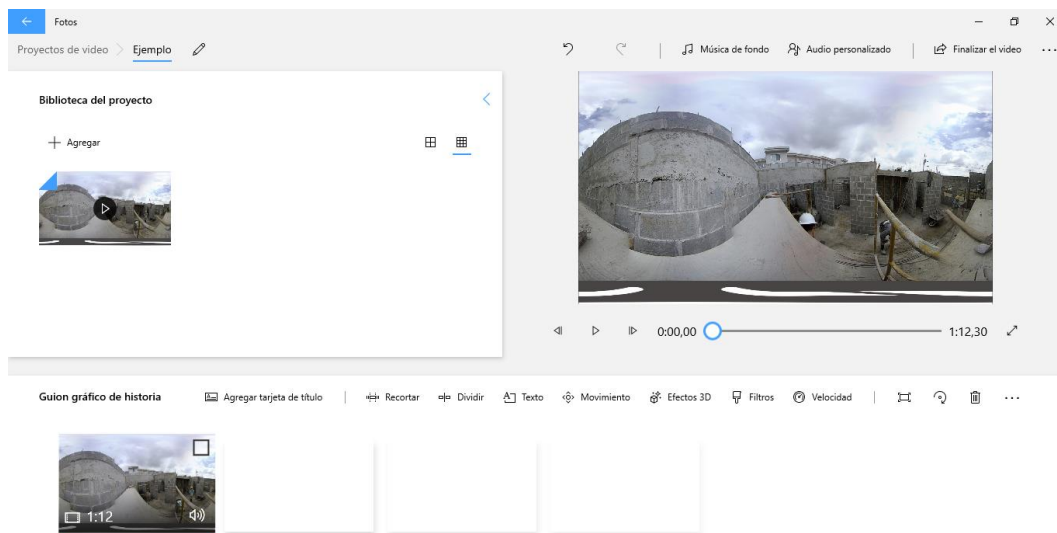 Fotos
Proyectos de video > Ejemplo
Música de fondo Audio personalizado Finalizar el video ...
Biblioteca del proyecto
+ Agregar
0:00,00 1:12,30
Guion gráfico de historia Agregar tarjeta de título Recortar Dividir Texto Movimiento Efectos 3D Filtros Velocidad ...
1:12